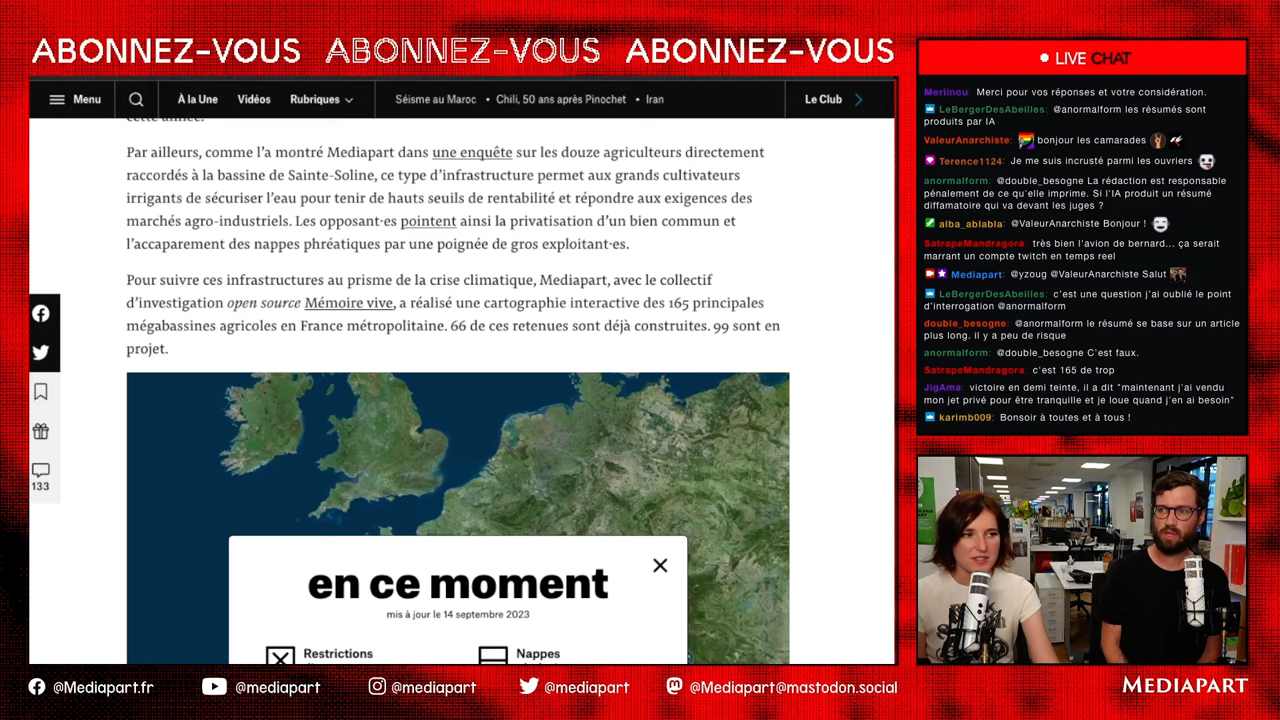 ABONNEZ-VOUS ABONNEZ-VOUS ABONNEZ-VOUS
Menu
À la Une Vidéos Rubriques
Séisme au Maroc • Chili, 50 ans après Pinochet • Iran
Le Club
cette année.
Par ailleurs, comme l’a montré Mediapart dans une enquête sur les douze agriculteurs directement
raccordés à la bassine de Sainte-Soline, ce type d’infrastructure permet aux grands cultivateurs
irrigants de sécuriser l’eau pour tenir de hauts seuils de rentabilité et répondre aux exigences des
marchés agro-industriels. Les opposant·es pointent ainsi la privatisation d’un bien commun et
l’accaparement des nappes phréatiques par une poignée de gros exploitant·es.
Pour suivre ces infrastructures au prisme de la crise climatique, Mediapart, avec le collectif
d’investigation open source Mémoire vive, a réalisé une cartographie interactive des 165 principales
mégabassines agricoles en France métropolitaine. 66 de ces retenues sont déjà construites. 99 sont en
projet.
133
en ce moment
mis à jour le 14 septembre 2023
Restrictions
Nappes
LIVE CHAT
Merlinou: Merci pour vos réponses et votre considération.
LeBergerDesAbeilles: @anormalform les résumés sont
produits par IA
ValeurAnarchiste: bonjour les camarades
Terence1124: Je me suis incrusté parmi les ouvriers
anormalform: @double_besogne La rédaction est responsable
pénalement de ce qu'elle imprime. Si l'IA produit un résumé
diffamatoire qui va devant les juges ?
alba_ablabla: @ValeurAnarchiste Bonjour !
SatrapeMandragora: très bien l'avion de bernard... ça serait
marrant un compte twitch en temps reel
Mediapart: @yzoug @ValeurAnarchiste Salut
LeBergerDesAbeilles: c'est une question j'ai oublié le point
d'interrogation @anormalform
double_besogne: @anormalform le résumé se base sur un article
plus long. il y a peu de risque
anormalform: @double_besogne C'est faux.
SatrapeMandragora: c'est 165 de trop
JigAma: victoire en demi teinte, il a dit "maintenant j'ai vendu
mon jet privé pour être tranquille et je loue quand j'en ai besoin"
karimb009: Bonsoir à toutes et à tous !
@Mediapart.fr @mediapart @mediapart @mediapart @Mediapart@mastodon.social
MEDIAPART